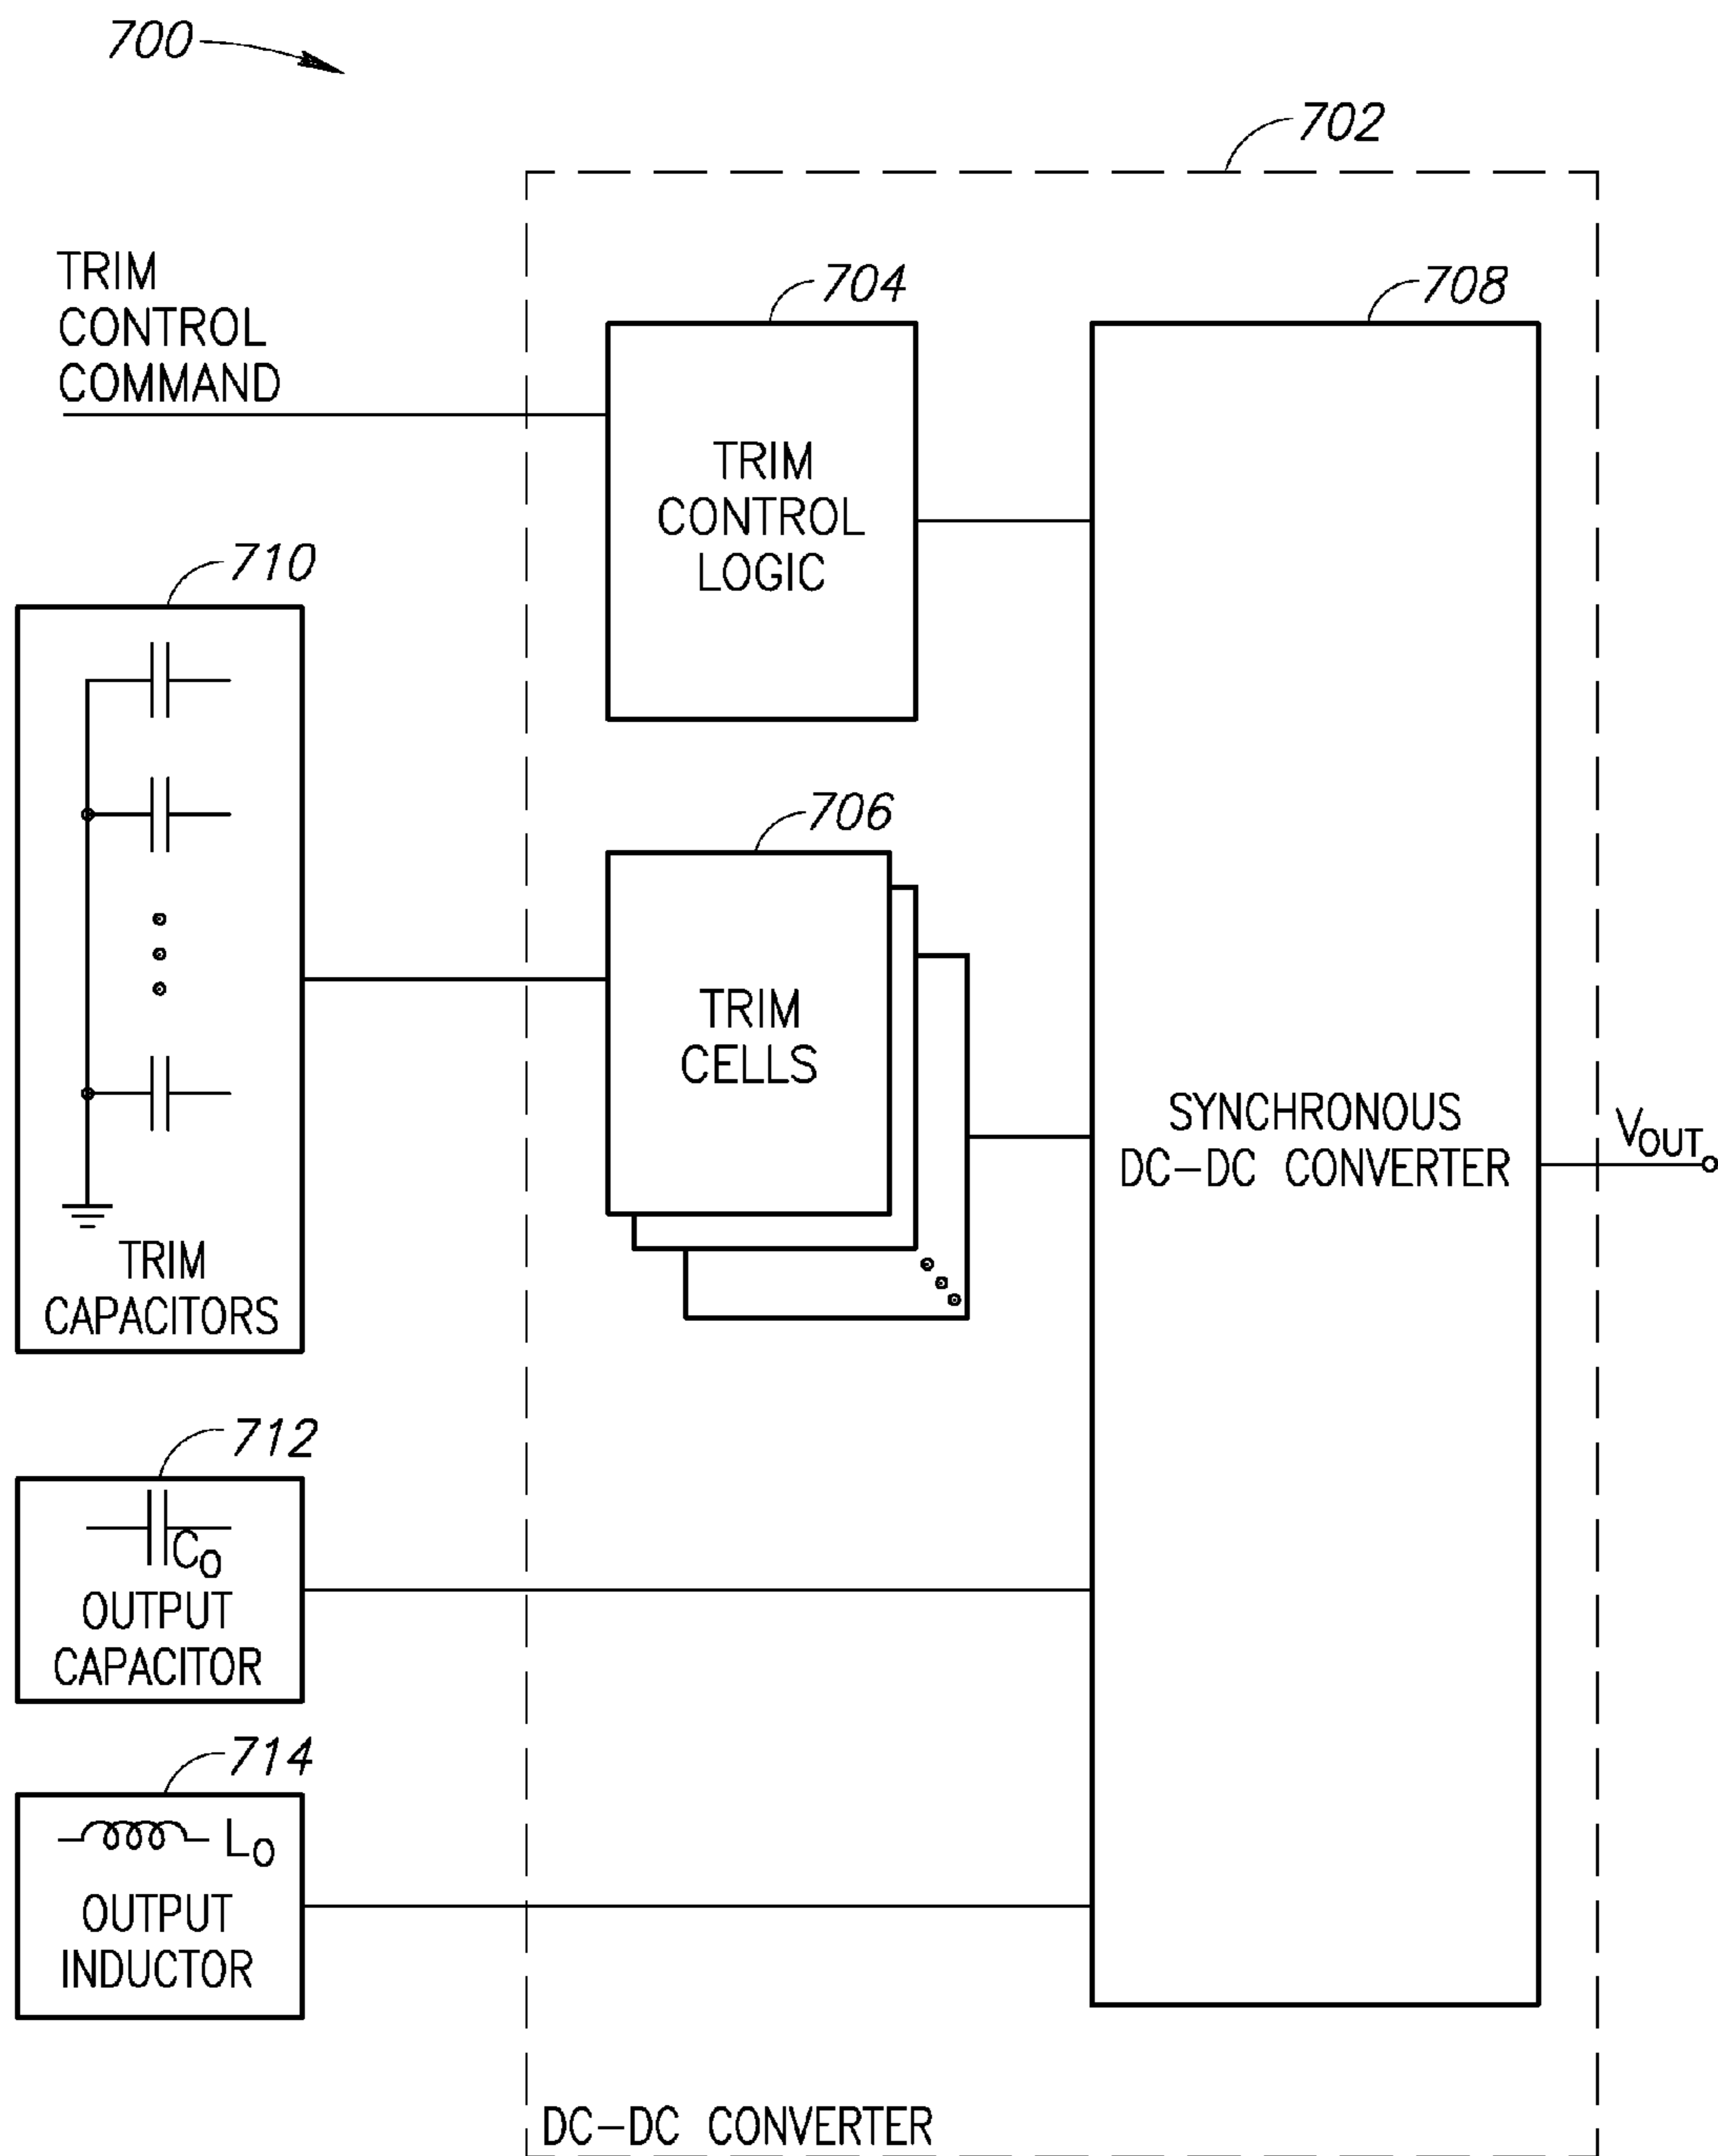 700
702
TRIM
CONTROL
COMMAND
704
708
TRIM
CONTROL
LOGIC
710
706
TRIM
CELLS
SYNCHRONOUS
DC-DC CONVERTER
VOUT
TRIM
CAPACITORS
712
CO
OUTPUT
CAPACITOR
714
LO
OUTPUT
INDUCTOR
DC-DC CONVERTER